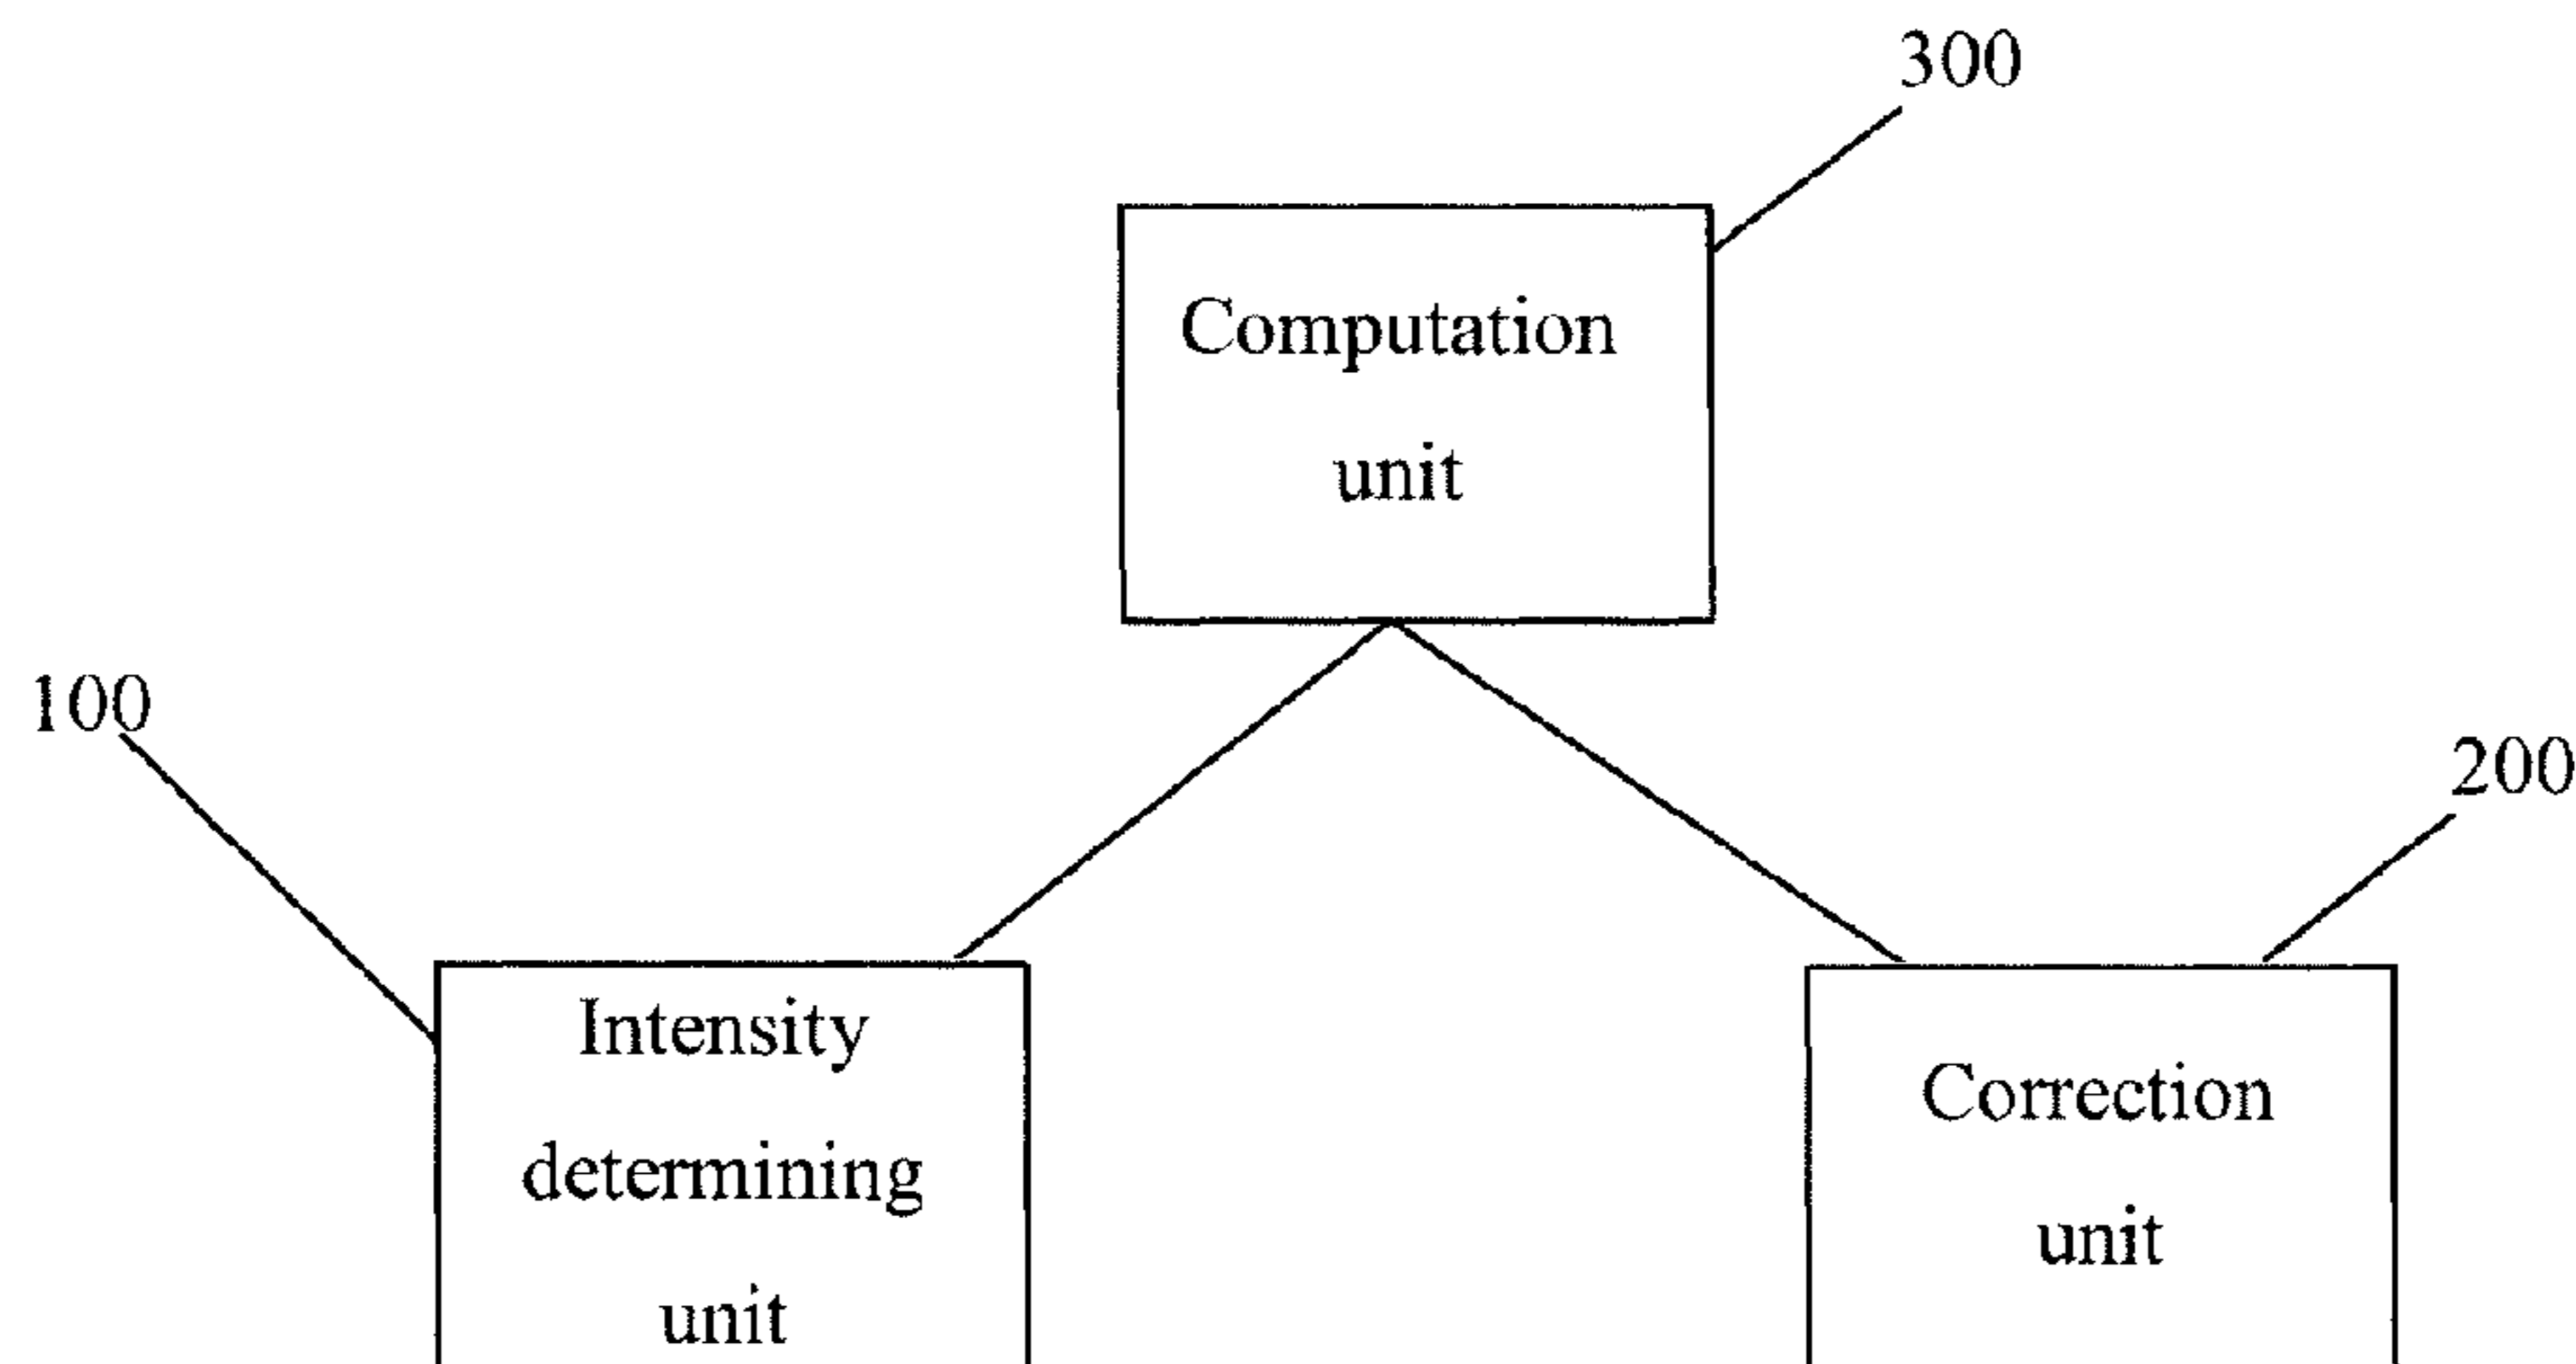 300
Computation
unit
100
200
Intensity
determining
unit
Correction
unit